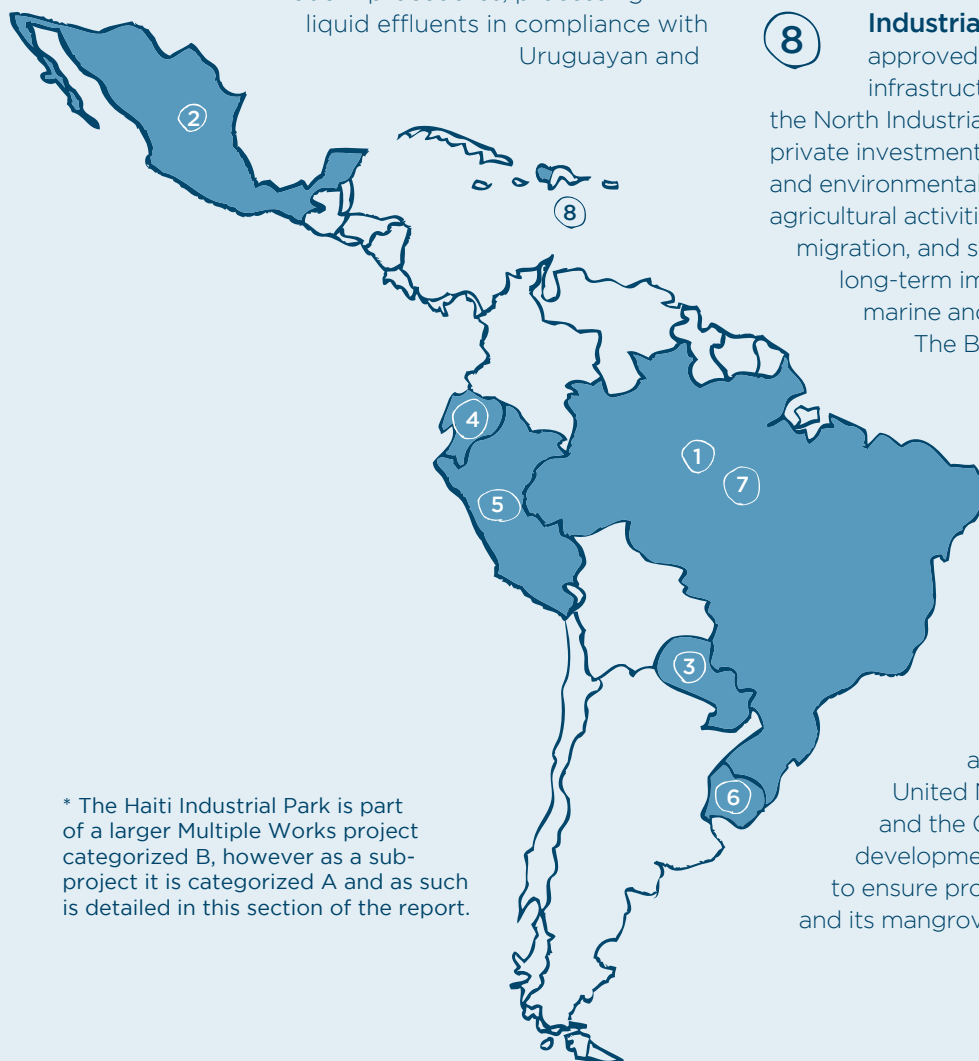 liquid effluents in compliance with
Uruguayan and
8
Industria
approved
infrastruct
the North Industria
private investment
and environmental
agricultural activiti
migration, and s
long-term im
marine and
The B
2
8
4
1
7
5
3
6
* The Haiti Industrial Park is part
of a larger Multiple Works project
categorized B, however as a sub-
project it is categorized A and as such
is detailed in this section of the report.
a
United N
and the
developme
to ensure pro
and its mangrov